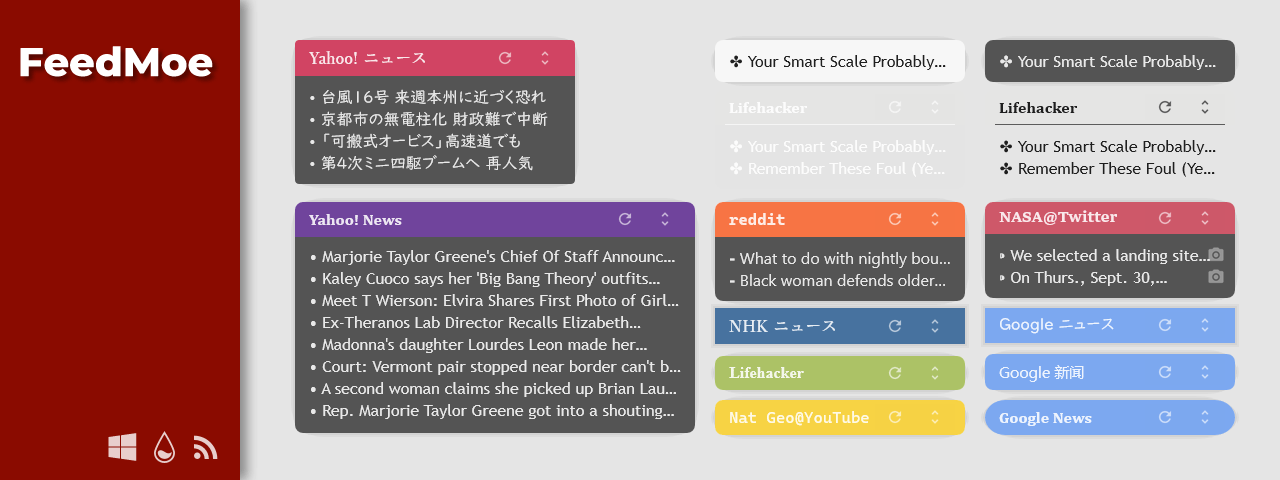 FeedMoe
Yahoo! ニュース
• 台風16号 来週本州に近づく恐れ
• 京都市の無電柱化 財政難で中断
• 「可搬式オービス」高速道でも
• 第4次ミニ四駆ブームへ 再人気
Yahoo! News
• Marjorie Taylor Greene's Chief Of Staff Announc...
• Kaley Cuoco says her 'Big Bang Theory' outfits...
• Meet T Wierson: Elvira Shares First Photo of Girl...
• Ex-Theranos Lab Director Recalls Elizabeth...
• Madonna's daughter Lourdes Leon made her...
• Court: Vermont pair stopped near border can't b...
• A second woman claims she picked up Brian Lau...
• Rep. Marjorie Taylor Greene got into a shouting...
✤ Your Smart Scale Probably...
Lifehacker
✤ Your Smart Scale Probably...
✤ Remember These Foul (Ye...
reddit
- What to do with nightly bou...
- Black woman defends older...
NHK ニュース
Lifehacker
Nat Geo@YouTube
✤ Your Smart Scale Probably...
Lifehacker
✤ Your Smart Scale Probably...
✤ Remember These Foul (Ye...
NASA@Twitter
We selected a landing site...
On Thurs., Sept. 30,...
Google ニュース
Google 新闻
Google News